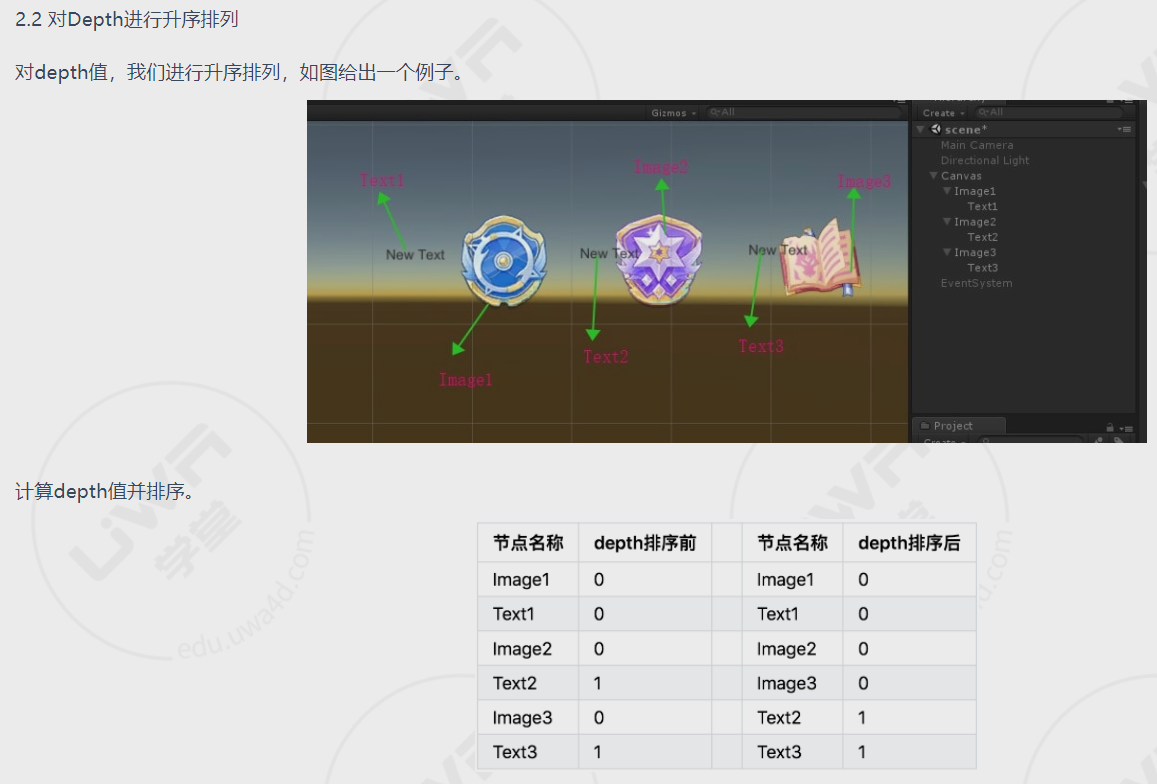 2.2 对Depth进行升序排列
对depth值，我们进行升序排列，如图给出一个例子。
Gizmos All
Create All
scene*
Main Camera
Directional Light
Canvas
Image1
Text1
Image2
Text2
Image3
Text3
EventSystem
Text1
Image2
Image3
New Text
New Text
New Text
Text2
Text3
Image1
Project
Create
计算depth值并排序。
节点名称 depth排序前 节点名称 depth排序后
Image1 0 Image1 0
Text1 0 Text1 0
Image2 0 Image2 0
Text2 1 Image3 0
Image3 0 Text2 1
Text3 1 Text3 1
UWA
学堂
edu.uwa4d.com